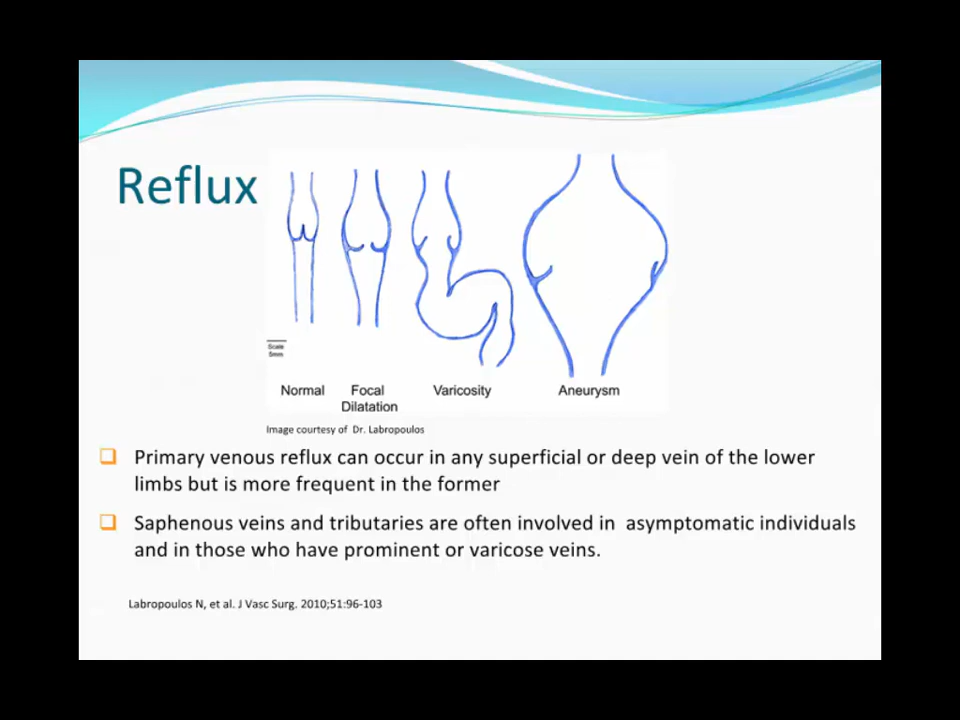 Reflux
Scale
5mm
Normal
Focal
Dilatation
Varicosity
Aneurysm
Image courtesy of Dr. Labropoulos
Primary venous reflux can occur in any superficial or deep vein of the lower
limbs but is more frequent in the former
Saphenous veins and tributaries are often involved in asymptomatic individuals
and in those who have prominent or varicose veins.
Labropoulos N, et al. J Vasc Surg. 2010;51:96-103